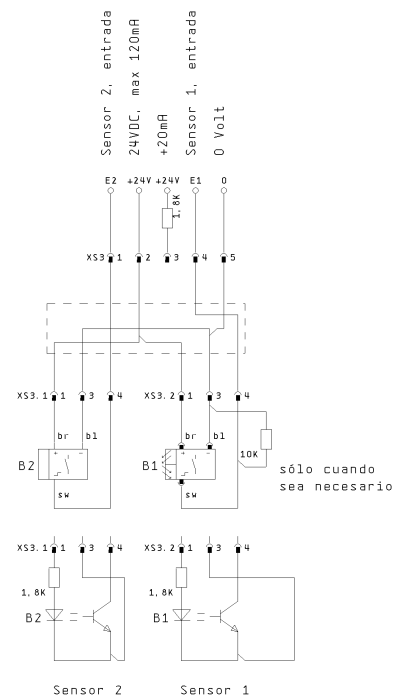 Sensor 2, entrada
24VDC, max 120mA
+20mA
Sensor 1, entrada
0 Volt
E2 +24V +24V E1 0
1,8K
XS3 1 2 3 4 5
XS3.1 1 3 4 XS3.2 1 3 4
br bl br bl
10K
B2 + - B1 + -
sólo cuando
sea necesario
sw sw
XS3.1 1 3 4 XS3.2 1 3 4
1,8K 1,8K
B2 B1
Sensor 2 Sensor 1